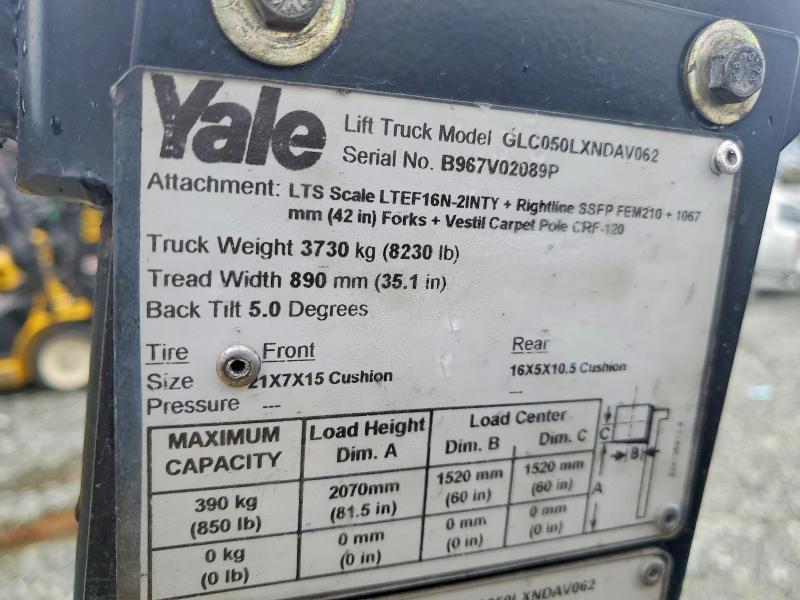 Yale
Lift Truck Model GLC050LXNDAV062
Serial No. B967V02089P
Attachment: LTS Scale LTEF16N-2INTY + Rightline SSFP FEM210 + 1067
mm (42 in) Forks + Vestil Carpet Pole CRF-120
Truck Weight 3730 kg (8230 lb)
Tread Width 890 mm (35.1 in)
Back Tilt 5.0 Degrees
Tire Front Rear
Size 21X7X15 Cushion 16X5X10.5 Cushion
Pressure --- ---
MAXIMUM CAPACITY Load Height Dim. A Load Center Dim. B Dim. C
390 kg (850 lb) 2070mm (81.5 in) 1520 mm (60 in) 1520 mm (60 in)
0 kg (0 lb) 0 mm (0 in) 0 mm (0 in) 0 mm (0 in)
C
B
A
050LXNDAV062